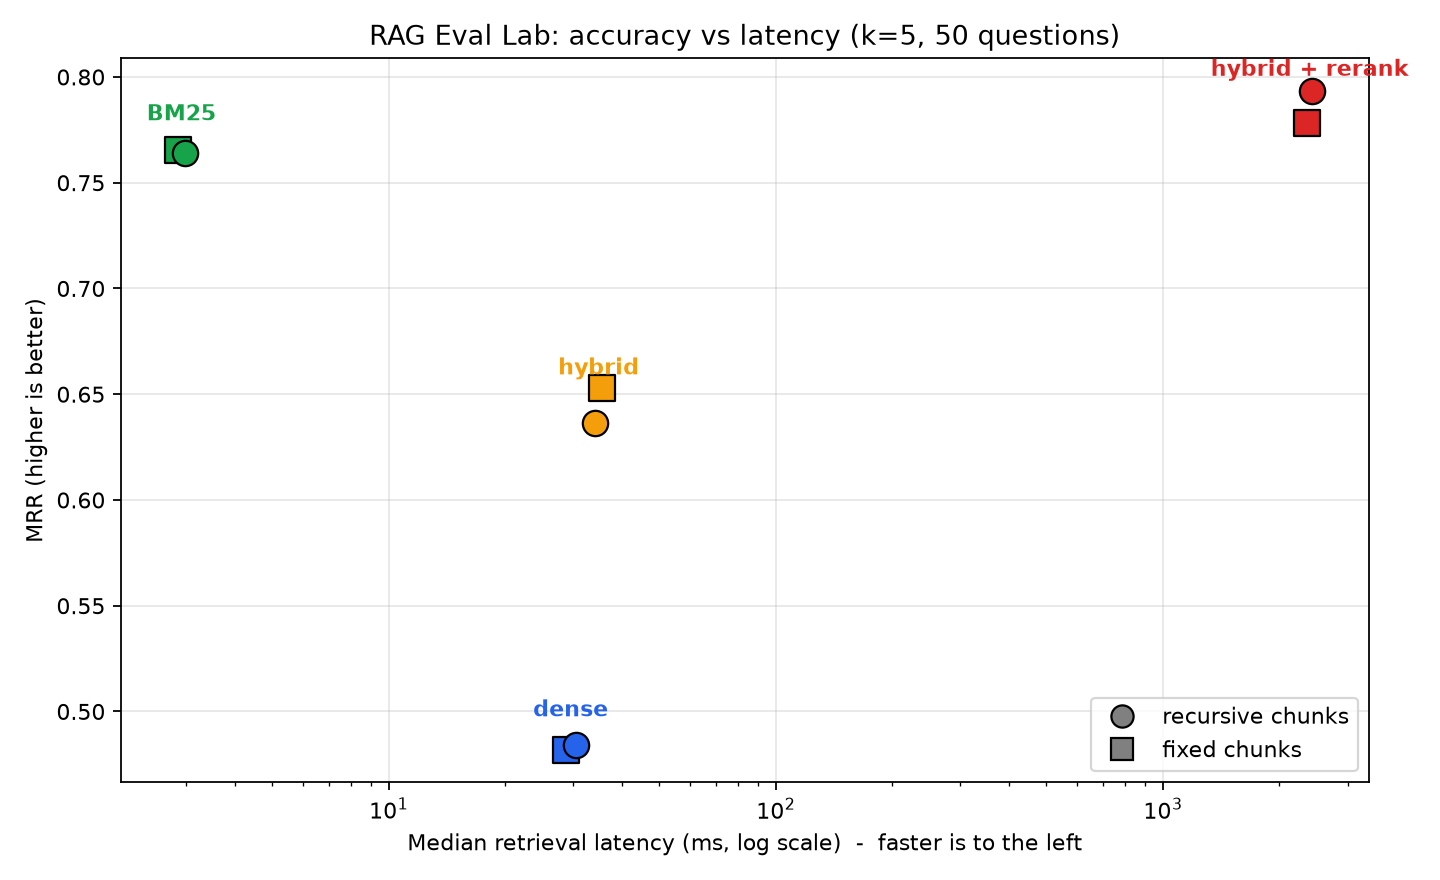 RAG Eval Lab: accuracy vs latency (k=5, 50 questions)
hybrid + rerank
BM25
hybrid
dense
MRR (higher is better)
0.80
0.75
0.70
0.65
0.60
0.55
0.50
recursive chunks
fixed chunks
10¹
10²
10³
Median retrieval latency (ms, log scale)  -  faster is to the left